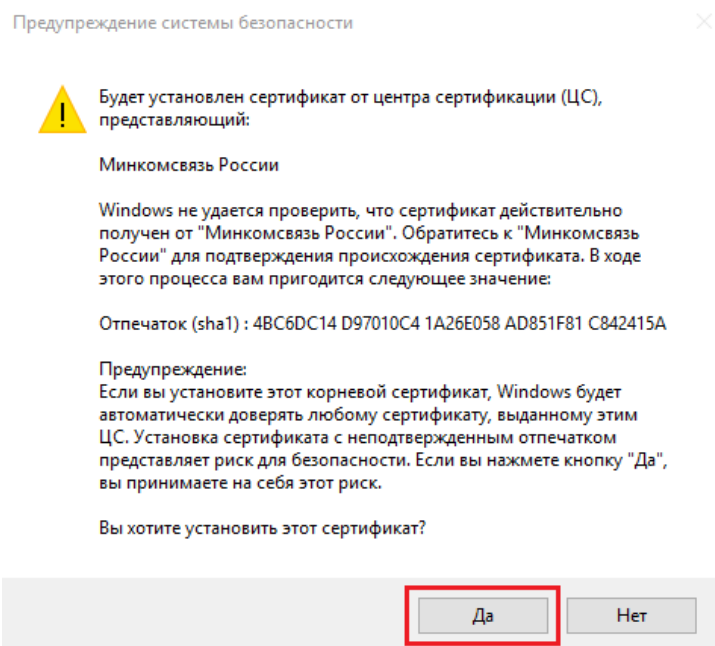 Предупреждение системы безопасности
Будет установлен сертификат от центра сертификации (ЦС),
представляющий:
Минкомсвязь России
Windows не удается проверить, что сертификат действительно
получен от "Минкомсвязь России". Обратитесь к "Минкомсвязь
России" для подтверждения происхождения сертификата. В ходе
этого процесса вам пригодится следующее значение:
Отпечаток (sha1) : 4BC6DC14 D97010C4 1A26E058 AD851F81 C842415A
Предупреждение:
Если вы установите этот корневой сертификат, Windows будет
автоматически доверять любому сертификату, выданному этим
ЦС. Установка сертификата с неподтвержденным отпечатком
представляет риск для безопасности. Если вы нажмете кнопку "Да",
вы принимаете на себя этот риск.
Вы хотите установить этот сертификат?
Да Нет